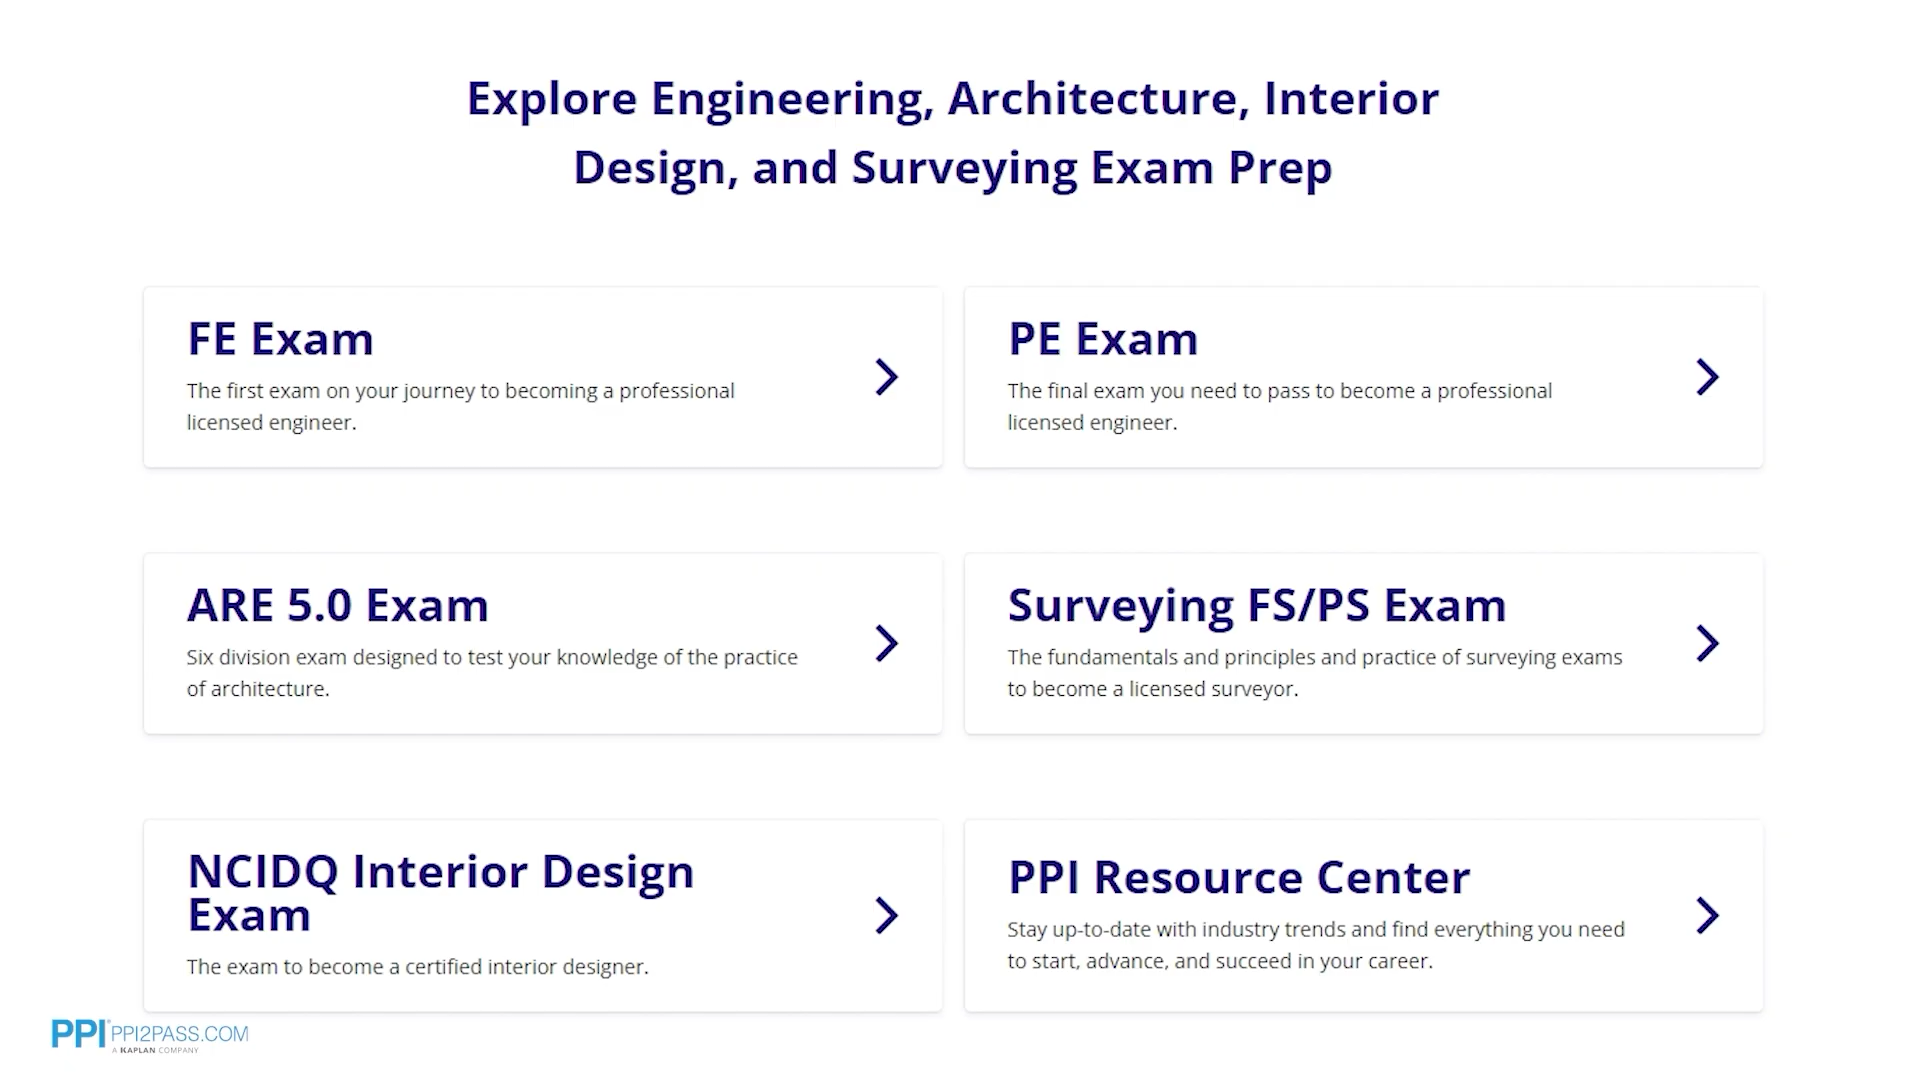 Explore Engineering, Architecture, Interior
Design, and Surveying Exam Prep
FE Exam
The first exam on your journey to becoming a professional
licensed engineer.
PE Exam
The final exam you need to pass to become a professional
licensed engineer.
ARE 5.0 Exam
Six division exam designed to test your knowledge of the practice
of architecture.
Surveying FS/PS Exam
The fundamentals and principles and practice of surveying exams
to become a licensed surveyor.
NCIDQ Interior Design
Exam
The exam to become a certified interior designer.
PPI Resource Center
Stay up-to-date with industry trends and find everything you need
to start, advance, and succeed in your career.
PPI® PPI2PASS.COM
A KAPLAN COMPANY